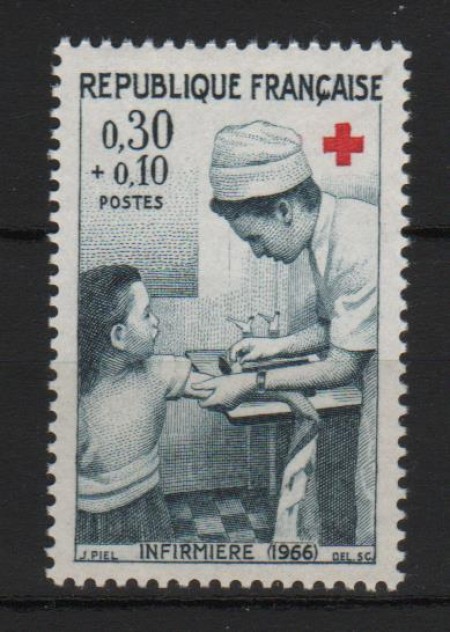 REPUBLIQUE FRANÇAISE
0,30
+ 0,10
POSTES
J. PIEL INFIRMIERE (1966) DEL. SC.